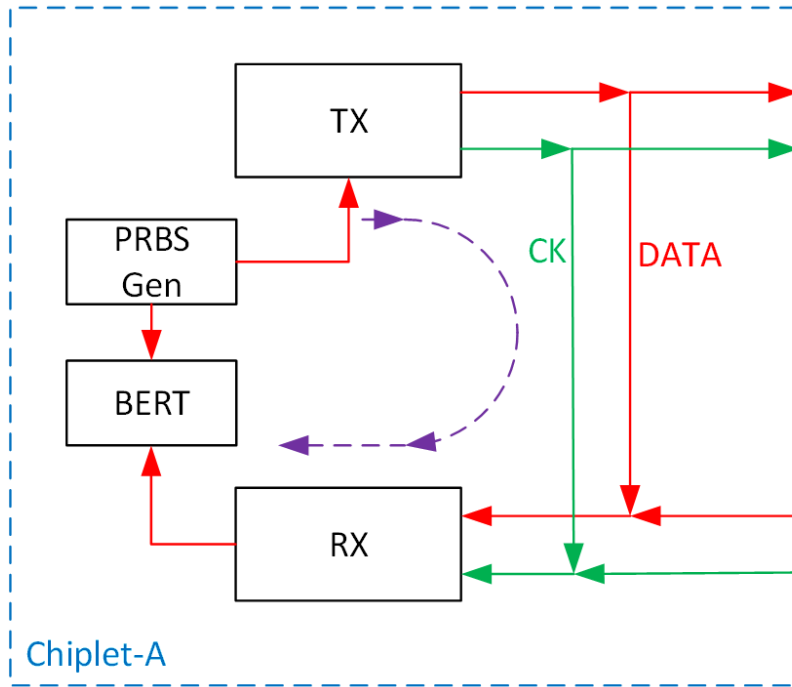 TX
PRBS
Gen
CK
DATA
BERT
RX
Chiplet-A